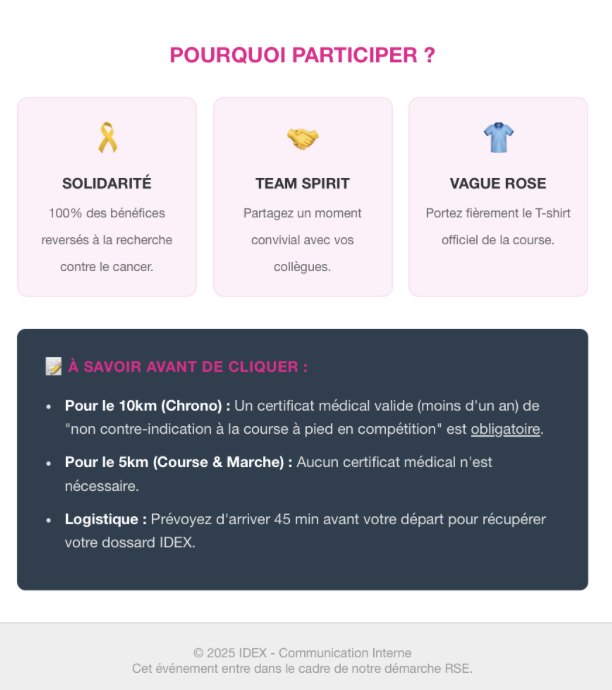 POURQUOI PARTICIPER ?
SOLIDARITÉ
100% des bénéfices
reversés à la recherche
contre le cancer.
TEAM SPIRIT
Partagez un moment
convivial avec vos
collègues.
VAGUE ROSE
Portez fièrement le T-shirt
officiel de la course.
À SAVOIR AVANT DE CLIQUER :
• Pour le 10km (Chrono) : Un certificat médical valide (moins d'un an) de
"non contre-indication à la course à pied en compétition" est obligatoire.
• Pour le 5km (Course & Marche) : Aucun certificat médical n'est
nécessaire.
• Logistique : Prévoyez d'arriver 45 min avant votre départ pour récupérer
votre dossard IDEX.
© 2025 IDEX - Communication Interne
Cet événement entre dans le cadre de notre démarche RSE.